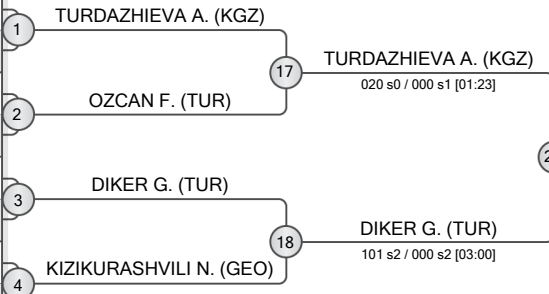 TURDAZHIEVA A. (KGZ)
1
17
TURDAZHIEVA A. (KGZ)
020 s0 / 000 s1 [01:23]
OZCAN F. (TUR)
2
DIKER G. (TUR)
3
18
DIKER G. (TUR)
101 s2 / 000 s2 [03:00]
KIZIKURASHVILI N. (GEO)
4